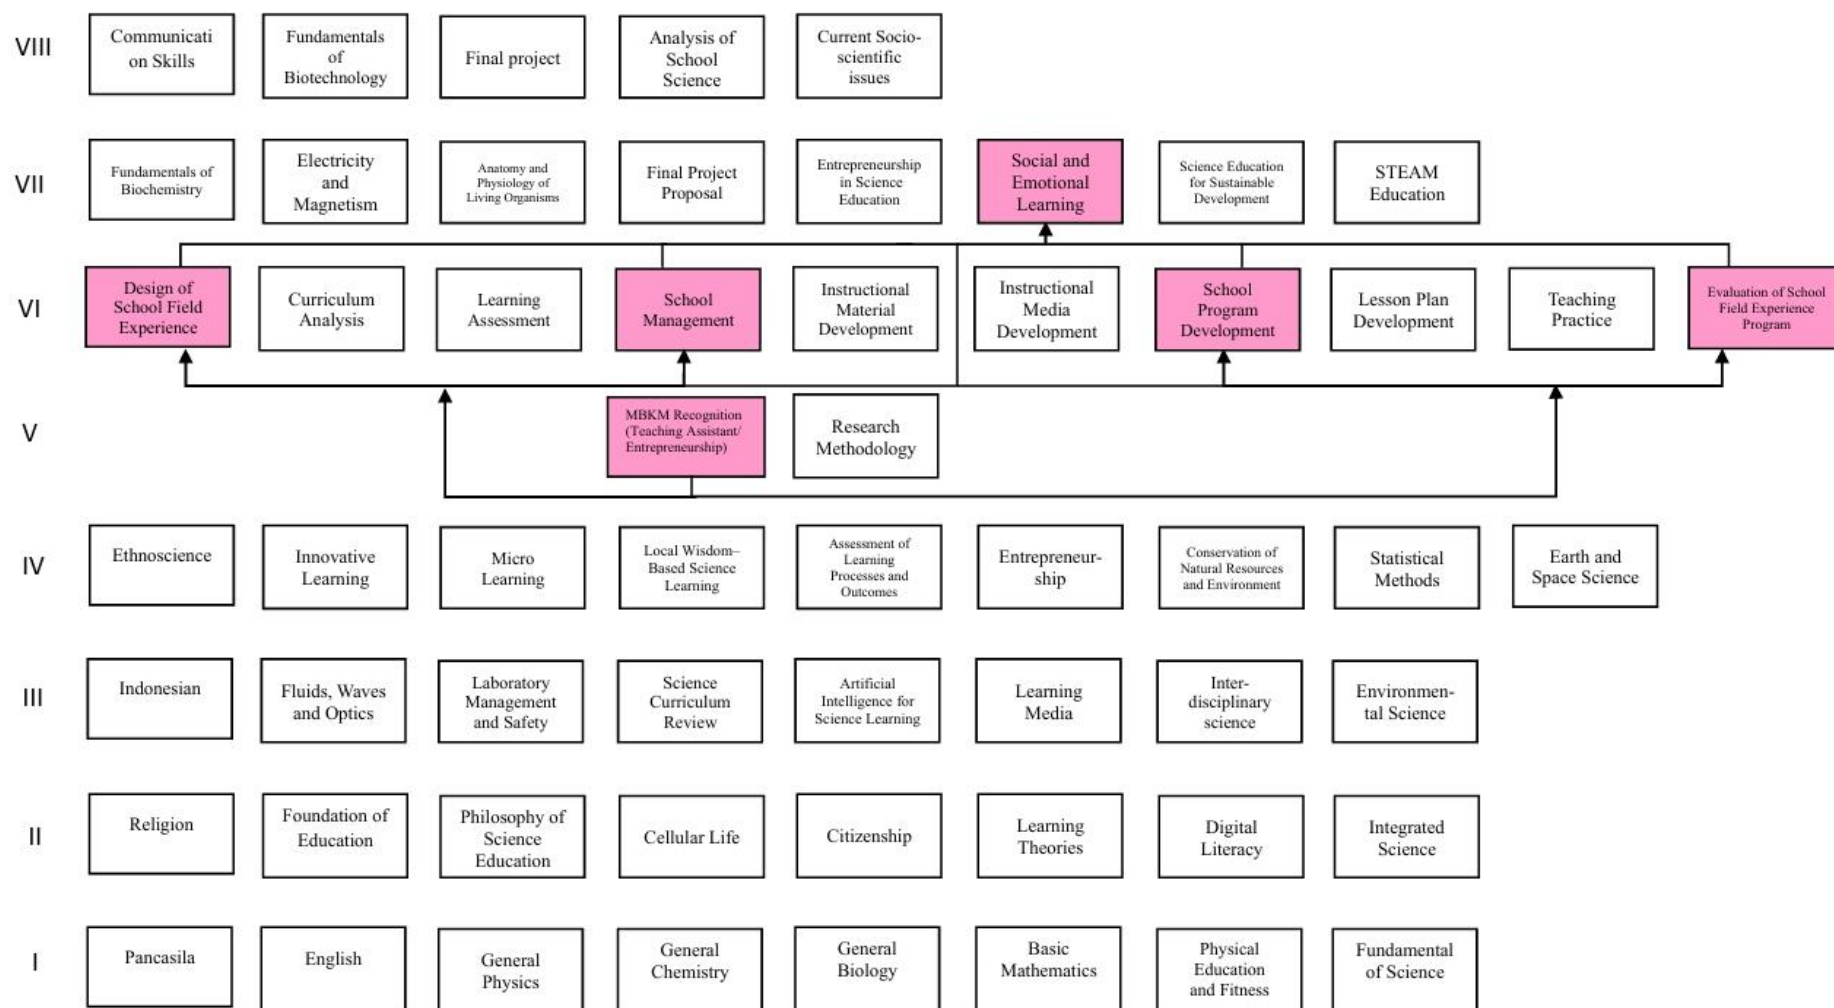 VIII
Communicati
on Skills
Fundamentals
of
Biotechnology
Final project
Analysis of
School
Science
Current Socio-
scientific
issues
VII
Fundamentals of
Biochemistry
Electricity
and
Magnetism
Anatomy and
Physiology of
Living Organisms
Final Project
Proposal
Entrepreneurship
in Science
Education
Social and
Emotional
Learning
Science Education
for Sustainable
Development
STEAM
Education
VI
Design of
School Field
Experience
Curriculum
Analysis
Learning
Assessment
School
Management
Instructional
Material
Development
Instructional
Media
Development
School
Program
Development
Lesson Plan
Development
Teaching
Practice
Evaluation of School
Field Experience
Program
V
MBKM Recognition
(Teaching Assistant/
Entrepreneurship)
Research
Methodology
IV
Ethnoscience
Innovative
Learning
Micro
Learning
Local Wisdom–
Based Science
Learning
Assessment of
Learning
Processes and
Outcomes
Entrepreneur-
ship
Conservation of
Natural Resources
and Environment
Statistical
Methods
Earth and
Space Science
III
Indonesian
Fluids, Waves
and Optics
Laboratory
Management
and Safety
Science
Curriculum
Review
Artificial
Intelligence for
Science Learning
Learning
Media
Inter-
disciplinary
science
Environmen-
tal Science
II
Religion
Foundation of
Education
Philosophy of
Science
Education
Cellular Life
Citizenship
Learning
Theories
Digital
Literacy
Integrated
Science
I
Pancasila
English
General
Physics
General
Chemistry
General
Biology
Basic
Mathematics
Physical
Education
and Fitness
Fundamental
of Science